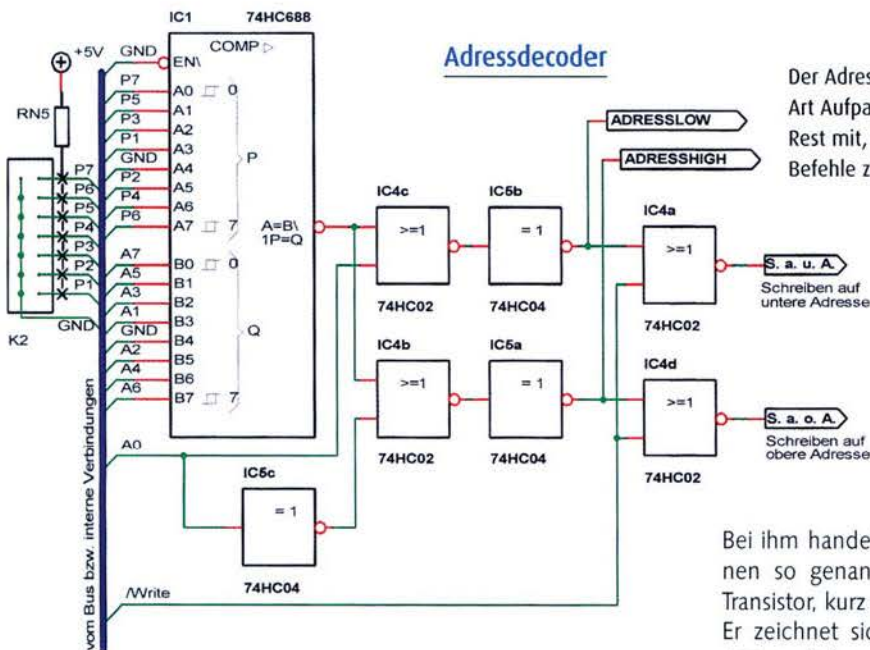 Adressdecoder
IC1 74HC688
COMP
+5V
GND
EN\
RN5
P7
P5
P3
P1
GND
P2
P4
P6
A0
A1
A2
A3
A4
A5
A6
A7
0
7
P
A=B\
1P=Q
P7
P6
P5
P4
P3
P2
P1
GND
K2
A7
A5
A3
A1
GND
A2
A4
A6
B0
B1
B2
B3
B4
B5
B6
B7
0
7
Q
A0
/Write
vom Bus bzw. interne Verbindungen
IC4c
>=1
74HC02
IC5b
= 1
74HC04
IC4a
>=1
74HC02
IC4b
>=1
74HC02
IC5a
= 1
74HC04
IC4d
>=1
74HC02
IC5c
= 1
74HC04
ADRESSLOW
ADRESSHIGH
S. a. u. A.
Schreiben auf
untere Adresse
S. a. o. A.
Schreiben auf
obere Adresse
Der Adres
Art Aufpa
Rest mit,
Befehle z
Bei ihm hande
nen so genan
Transistor, kurz
Er zeichnet sic